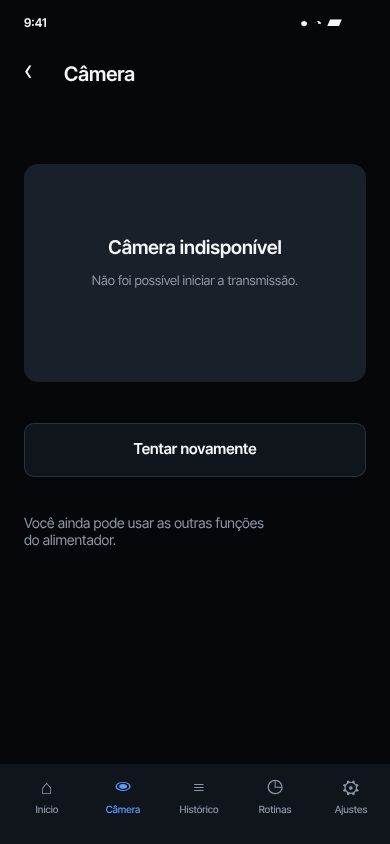 9:41
Câmera
Câmera indisponível
Não foi possível iniciar a transmissão.
Tentar novamente
Você ainda pode usar as outras funções
do alimentador.
Início
Câmera
Histórico
Rotinas
Ajustes